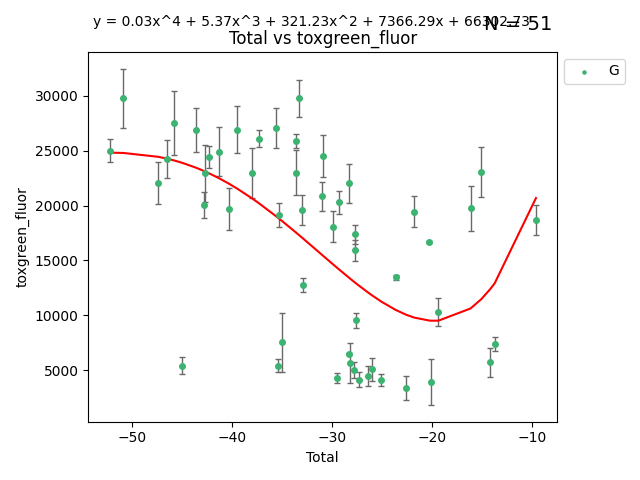 y = 0.03x^4 + 5.37x^3 + 321.23x^2 + 7366.29x + 66302.73
N = 51
Total vs toxgreen_fluor
G
30000
25000
20000
15000
10000
5000
toxgreen_fluor
−50 −40 −30 −20 −10
Total